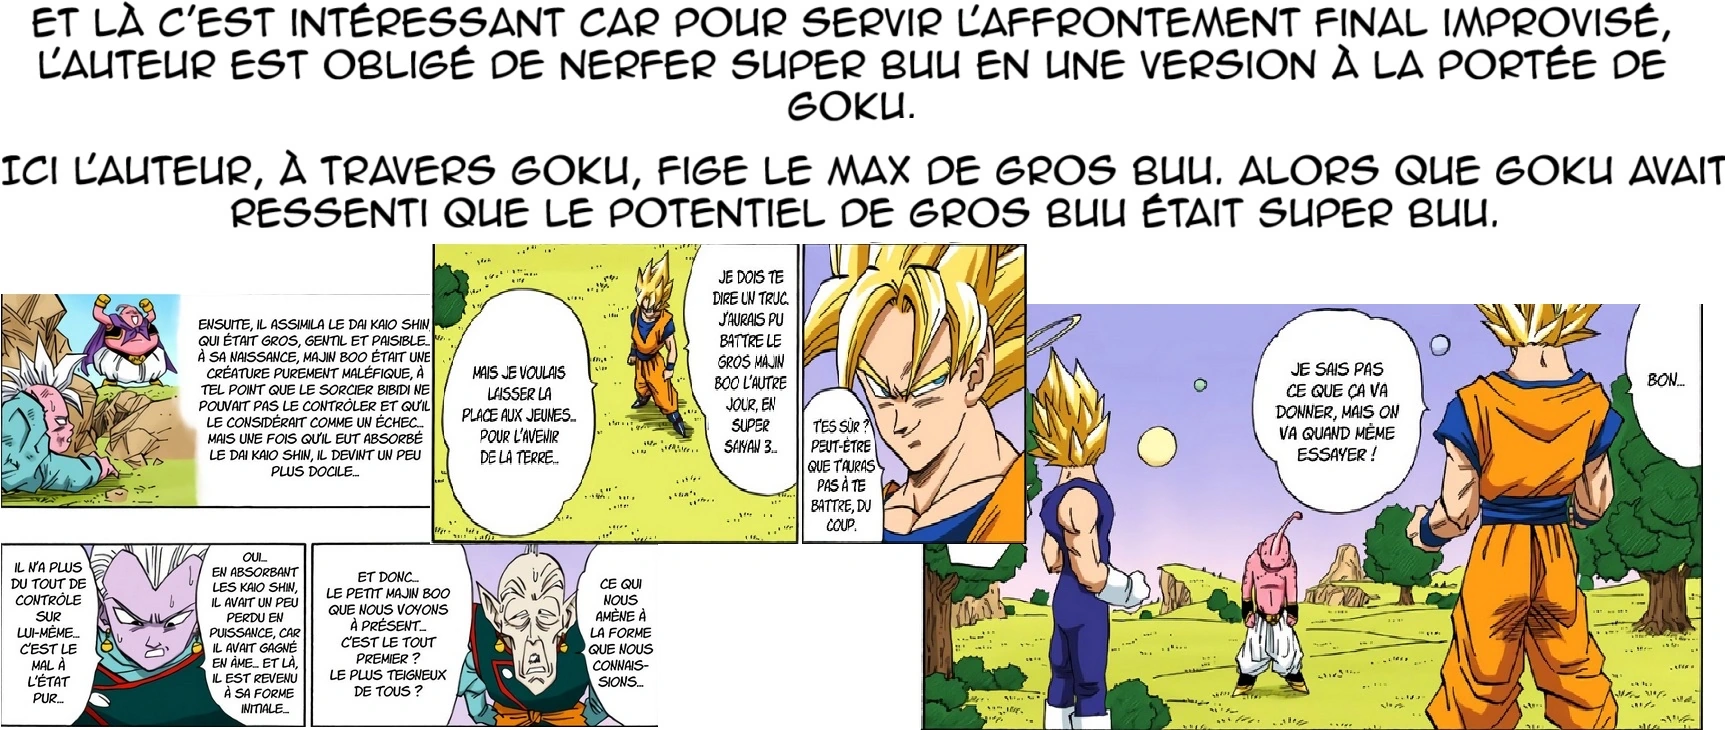 ET LÀ C'EST INTÉRESSANT CAR POUR SERVIR L'AFFRONTEMENT FINAL IMPROVISÉ,
L'AUTEUR EST OBLIGÉ DE NERFER SUPER BUU EN UNE VERSION À LA PORTÉE DE
GOKU.
ICI L'AUTEUR, À TRAVERS GOKU, FIGE LE MAX DE GROS BUU. ALORS QUE GOKU AVAIT
RESSENTI QUE LE POTENTIEL DE GROS BUU ÉTAIT SUPER BUU.
ENSUITE, IL ASSIMILA LE DAI KAIO SHIN,
QUI ÉTAIT GROS, GENTIL ET PAISIBLE...
À SA NAISSANCE, MAJIN BOO ÉTAIT UNE
CRÉATURE PUREMENT MALÉFIQUE, À
TEL POINT QUE LE SORCIER BIBIDI NE
POUVAIT PAS LE CONTRÔLER ET QU'IL
LE CONSIDÉRAIT COMME UN ÉCHEC...
MAIS UNE FOIS QU'IL EUT ABSORBÉ
LE DAI KAIO SHIN, IL DEVINT UN PEU
PLUS DOCILE...
JE DOIS TE
DIRE UN TRUC.
J'AURAIS PU
BATTRE LE
GROS MAJIN
BOO L'AUTRE
JOUR, EN
SUPER
SAYAN 3...
MAIS JE VOULAIS
LAISSER LA
PLACE AUX JEUNES...
POUR L'AVENIR
DE LA TERRE...
T'ES SÛR ?
PEUT-ÊTRE
QUE T'AURAS
PAS À TE
BATTRE, DU
COUP.
BON...
JE SAIS PAS
CE QUE ÇA VA
DONNER, MAIS ON
VA QUAND MÊME
ESSAYER !
OUI...
EN ABSORBANT
LES KAIO SHIN,
IL AVAIT UN PEU
PERDU EN
PUISSANCE, CAR
IL AVAIT GAGNÉ
EN ÂME... ET LÀ,
IL EST REVENU
À SA FORME
INITIALE...
IL N'A PLUS
DU TOUT DE
CONTRÔLE
SUR
LUI-MÊME...
C'EST LE
MAL À
L'ÉTAT
PUR...
CE QUI
NOUS
AMÈNE À
LA FORME
QUE NOUS
CONNAIS-
SIONS...
ET DONC...
LE PETIT MAJIN BOO
QUE NOUS VOYONS
À PRÉSENT...
C'EST LE TOUT
PREMIER ?
LE PLUS TEIGNEUX
DE TOUS ?